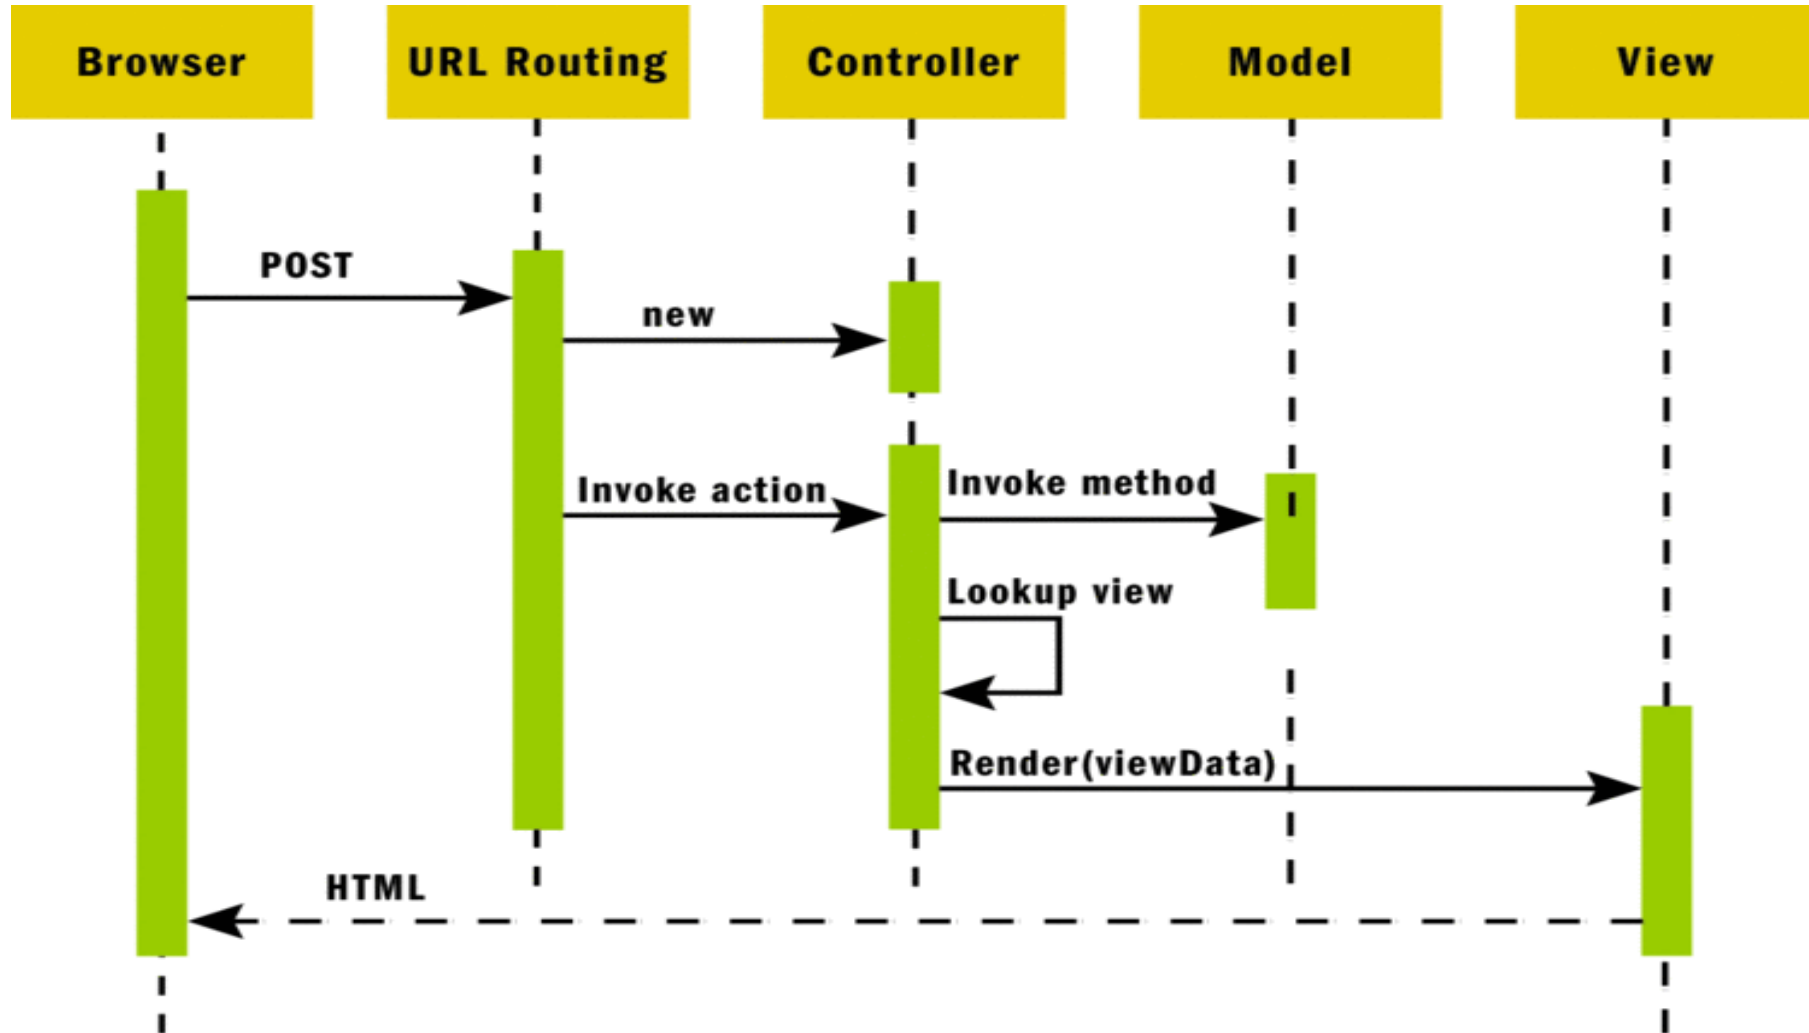 Browser
URL Routing
Controller
Model
View
POST
new
Invoke action
Invoke method
Lookup view
Render(viewData)
HTML